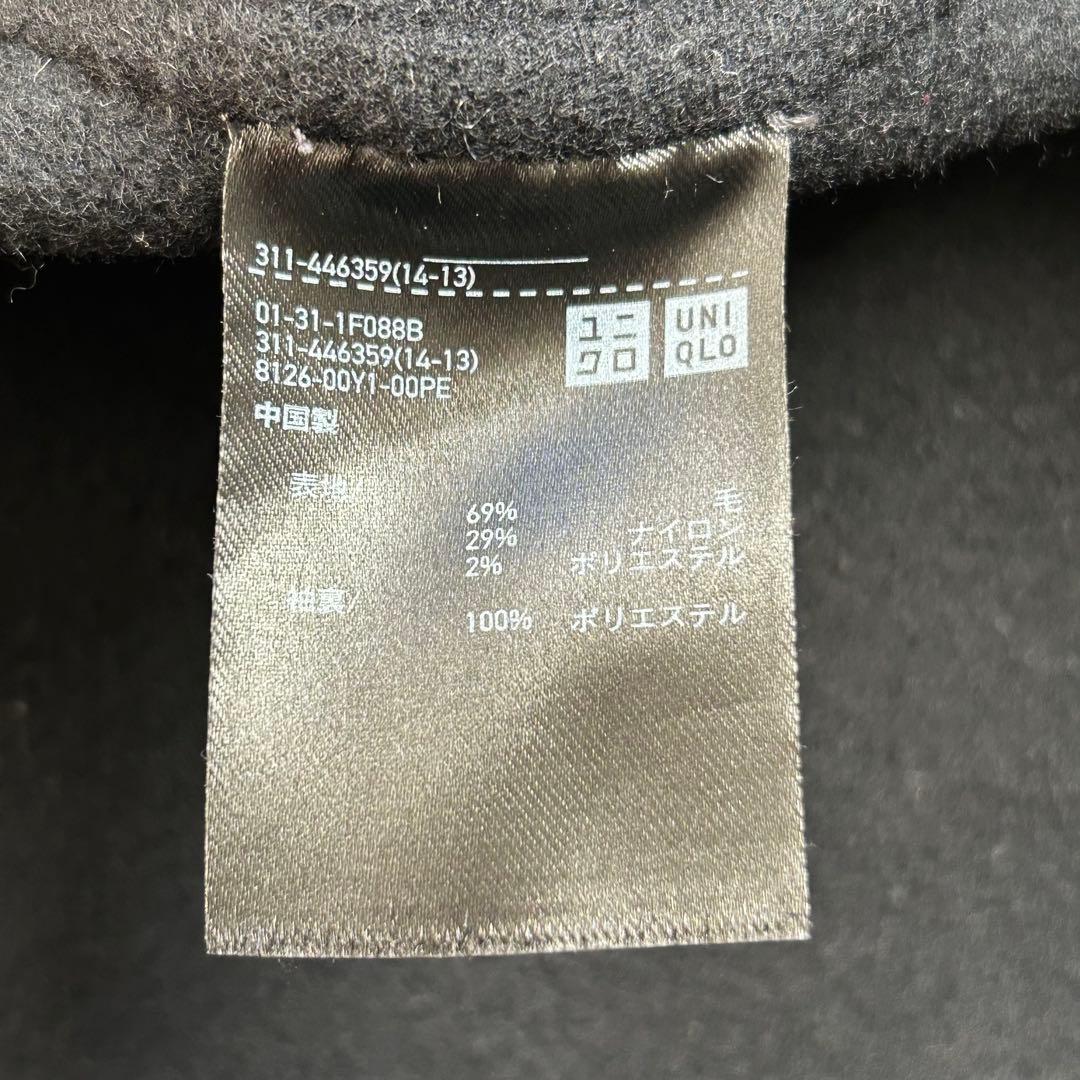 311-446359(14-13)
ユニ
クロ
UNI
QLO
01-31-1F088B
311-446359(14-13)
8126-00Y1-00PE
中国製
表地/
69% 毛
29% ナイロン
2% ポリエステル
袖裏/
100% ポリエステル